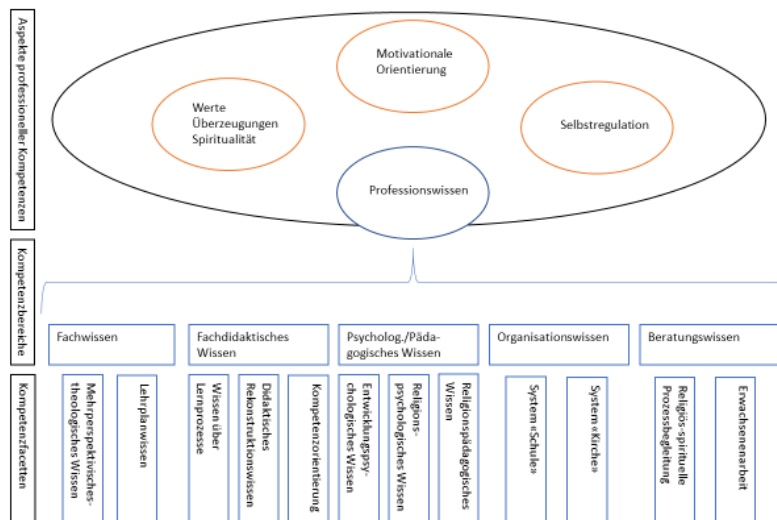 Aspekte professioneller Kompetenzen
Motivationale
Orientierung
Werte
Überzeugungen
Spiritualität
Selbstregulation
Professionswissen
Kompetenzbereiche
Fachwissen
Fachdidaktisches
Wissen
Psycholog./Päda-
gogisches Wissen
Organisationswissen
Beratungswissen
Kompetenzfacetten
Mehrperspektivisches-
theologisches Wissen
Lehrplanwissen
Wissen über
Lernprozesse
Didaktisches
Rekonstruktionswissen
Kompetenzorientierung
Entwicklungspsy-
chologisches Wissen
Religions-
psychologisches Wissen
Religionspädagogisches
Wissen
System «Schule»
System «Kirche»
Religiös-spirituelle
Prozessbegleitung
Erwachsenenarbeit